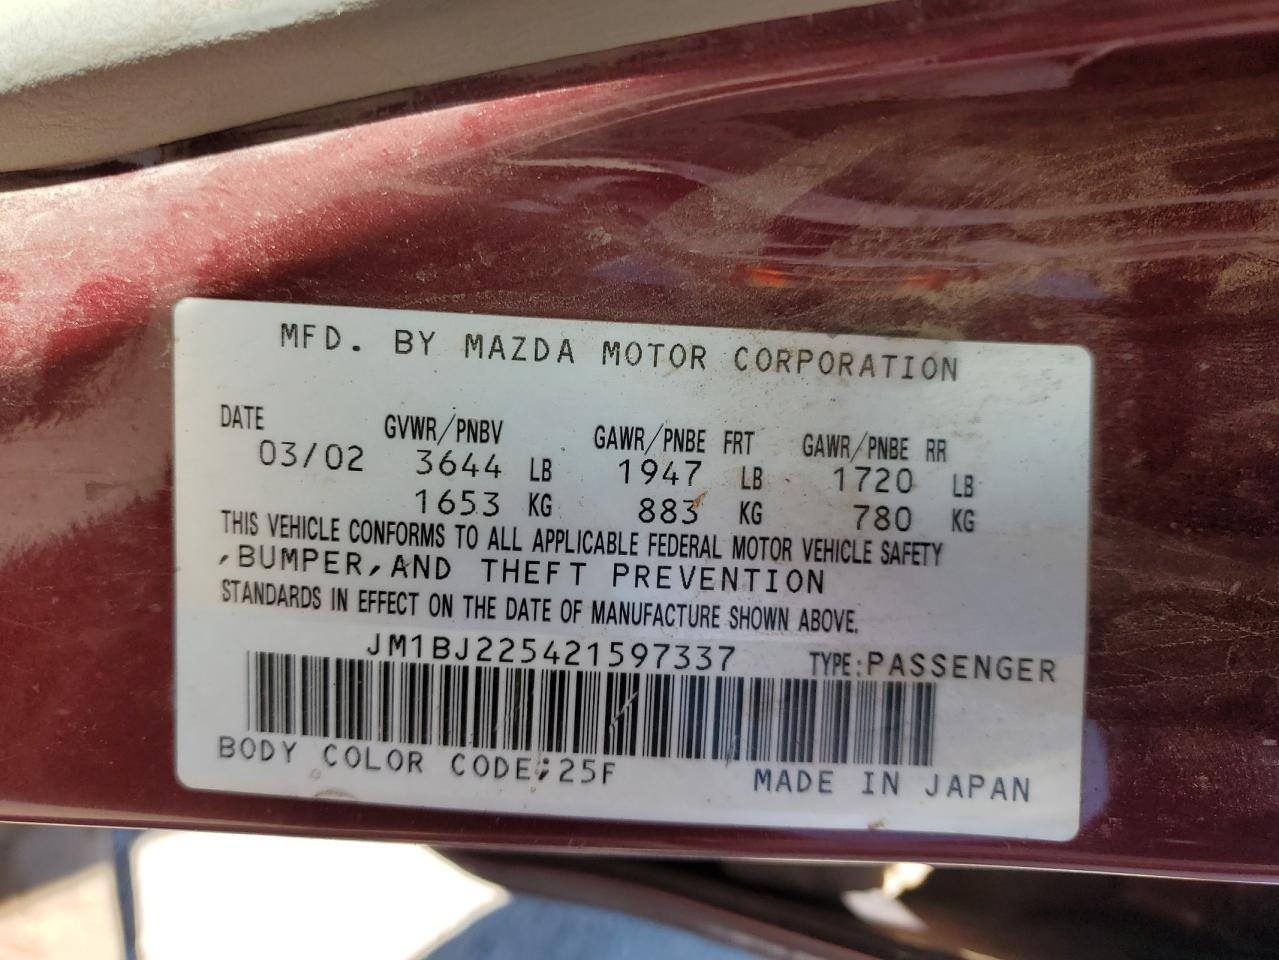 MFD. BY MAZDA MOTOR CORPORATION
DATE GVWR/PNBV GAWR/PNBE FRT GAWR/PNBE RR
03/02 3644 LB 1947 LB 1720 LB
1653 KG 883 KG 780 KG
THIS VEHICLE CONFORMS TO ALL APPLICABLE FEDERAL MOTOR VEHICLE SAFETY
,BUMPER,AND THEFT PREVENTION
STANDARDS IN EFFECT ON THE DATE OF MANUFACTURE SHOWN ABOVE.
JM1BJ225421597337 TYPE:PASSENGER
BODY COLOR CODE;25F MADE IN JAPAN